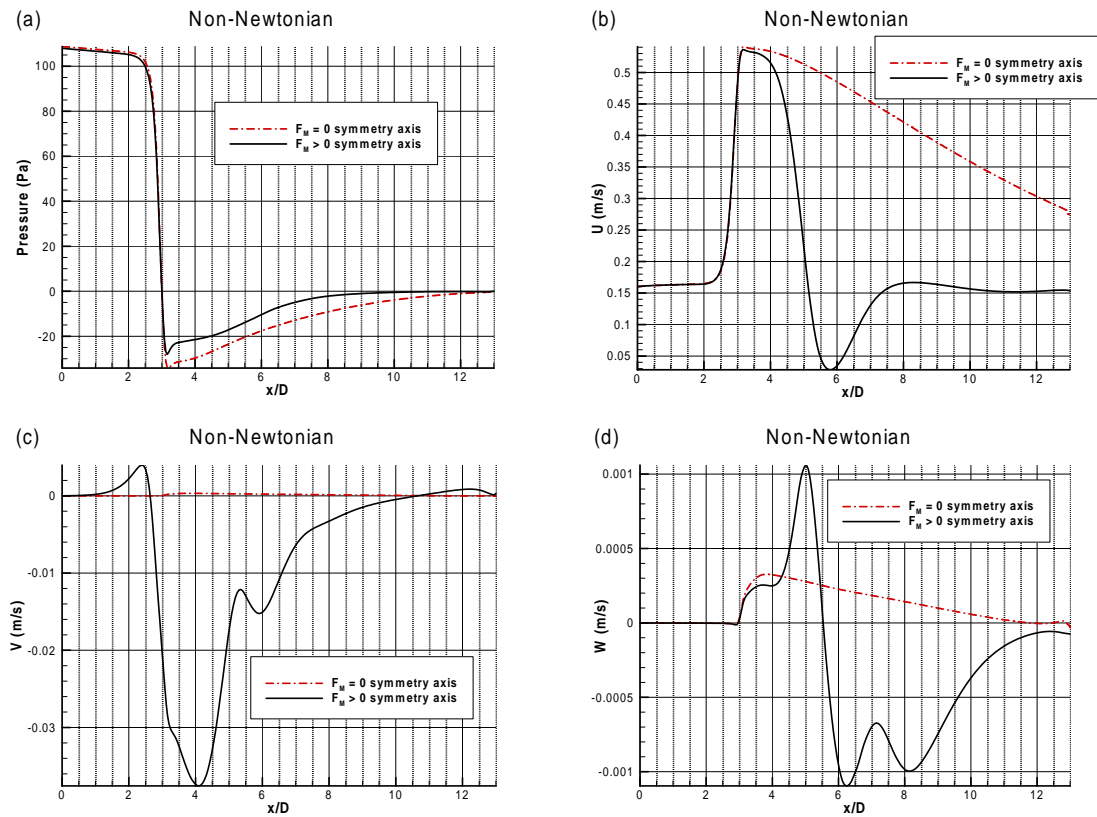 (a) Non-Newtonian
Pressure (Pa)
100
80
60
40
20
0
-20
0 2 4 6 8 10 12
x/D
F_M = 0 symmetry axis
F_M > 0 symmetry axis
(b) Non-Newtonian
U (m/s)
0.5
0.45
0.4
0.35
0.3
0.25
0.2
0.15
0.1
0.05
0 2 4 6 8 10 12
x/D
F_M = 0 symmetry axis
F_M > 0 symmetry axis
(c) Non-Newtonian
V (m/s)
0
-0.01
-0.02
-0.03
0 2 4 6 8 10 12
x/D
F_M = 0 symmetry axis
F_M > 0 symmetry axis
(d) Non-Newtonian
W (m/s)
0.001
0.0005
0
-0.0005
-0.001
0 2 4 6 8 10 12
x/D
F_M = 0 symmetry axis
F_M > 0 symmetry axis